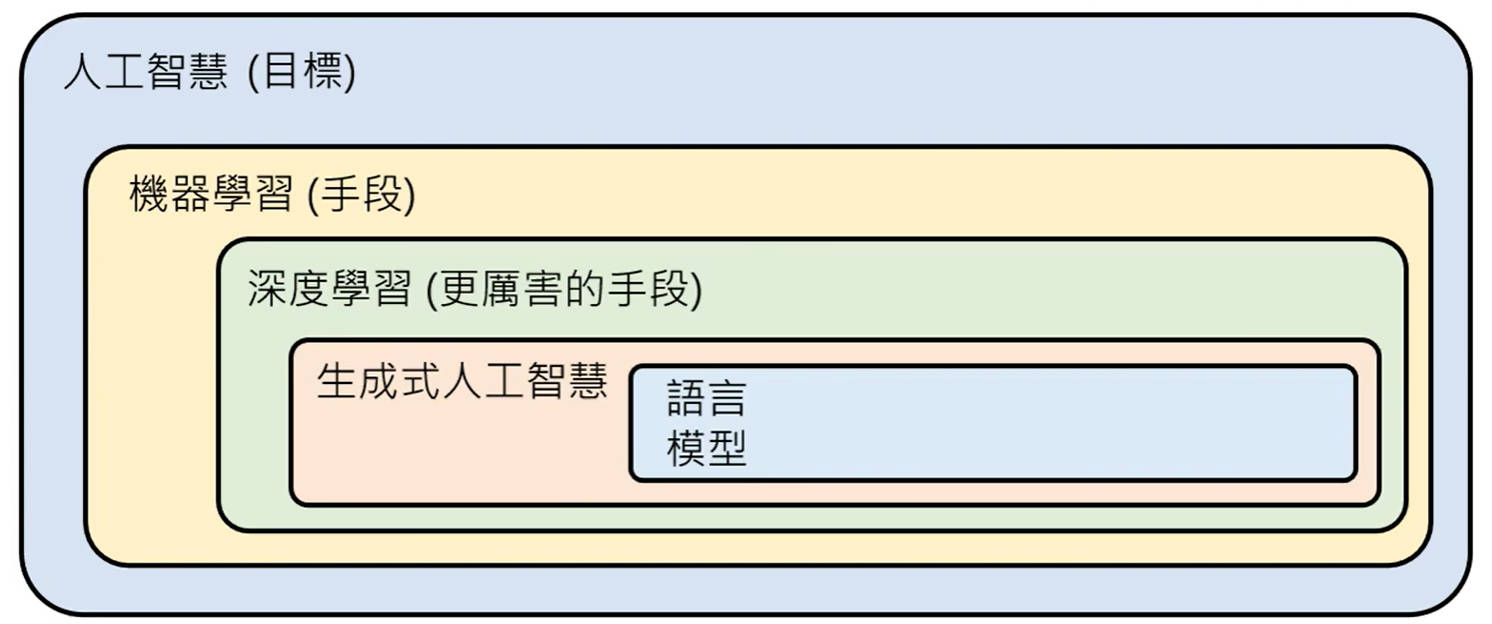 人工智慧 (目標)
機器學習 (手段)
深度學習 (更厲害的手段)
生成式人工智慧
語言
模型